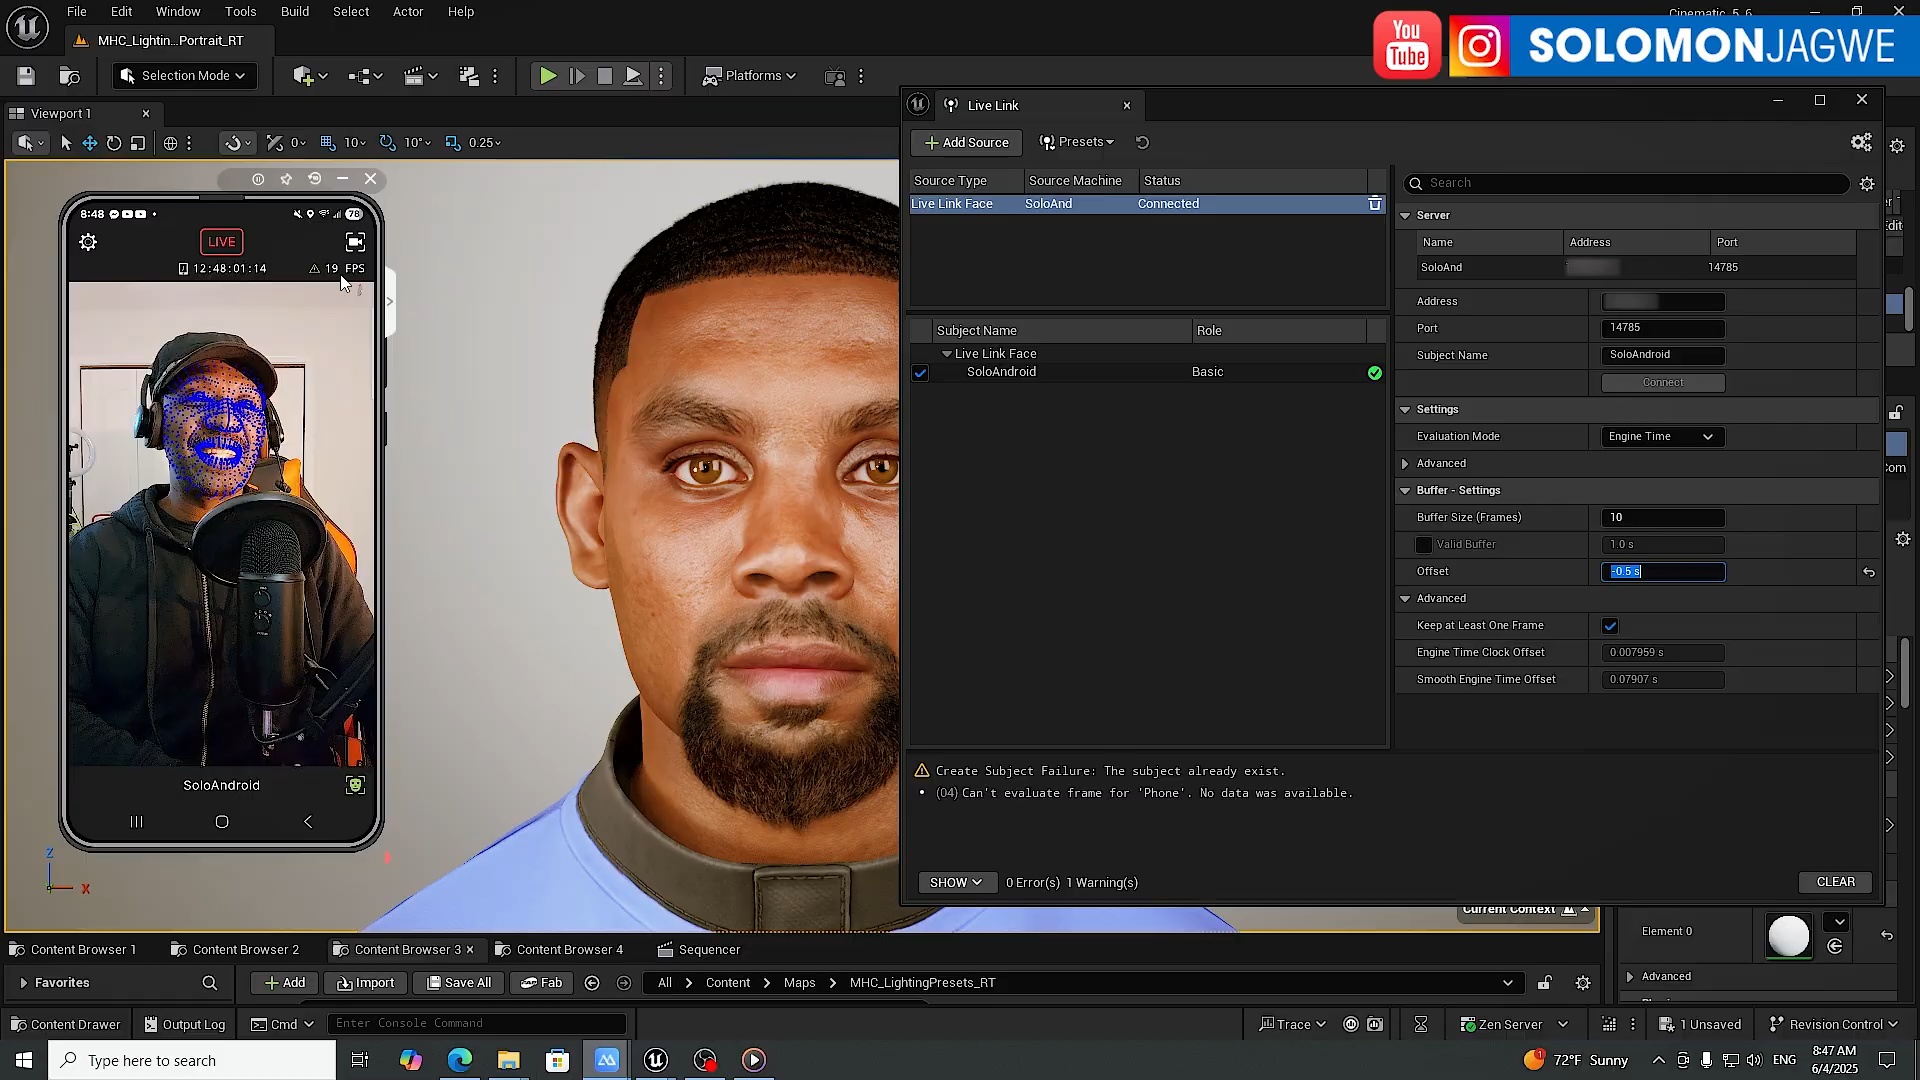 File Edit Window Tools Build Select Actor Help
Cinematic_5_6
MHC_Lightin...Portrait_RT
You Tube
SOLOMONJAGWE
Selection Mode
Platforms
Viewport 1
0 10 10° 0.25
8:48
78
LIVE
12:48:01:14 19 FPS
SoloAndroid
Z
X
Live Link
Add Source Presets
Source Type Source Machine Status
Live Link Face SoloAnd Connected
Subject Name Role
Live Link Face
SoloAndroid Basic
Search
Server
Name Address Port
SoloAnd 14785
Address
Port 14785
Subject Name SoloAndroid
Connect
Settings
Evaluation Mode Engine Time
Advanced
Buffer - Settings
Buffer Size (Frames) 10
Valid Buffer 1.0 s
Offset -0.5 s
Advanced
Keep at Least One Frame
Engine Time Clock Offset 0.007959 s
Smooth Engine Time Offset 0.07907 s
Create Subject Failure: The subject already exist.
• (04) Can't evaluate frame for 'Phone'. No data was available.
SHOW 0 Error(s) 1 Warning(s) CLEAR
Current Context
Element 0
Advanced
Content Browser 1 Content Browser 2 Content Browser 3 Content Browser 4 Sequencer
Favorites
Add Import Save All Fab All > Content > Maps > MHC_LightingPresets_RT
Content Drawer Output Log Cmd Enter Console Command Trace Zen Server 1 Unsaved Revision Control
Type here to search
72°F Sunny ENG
8:47 AM
6/4/2025